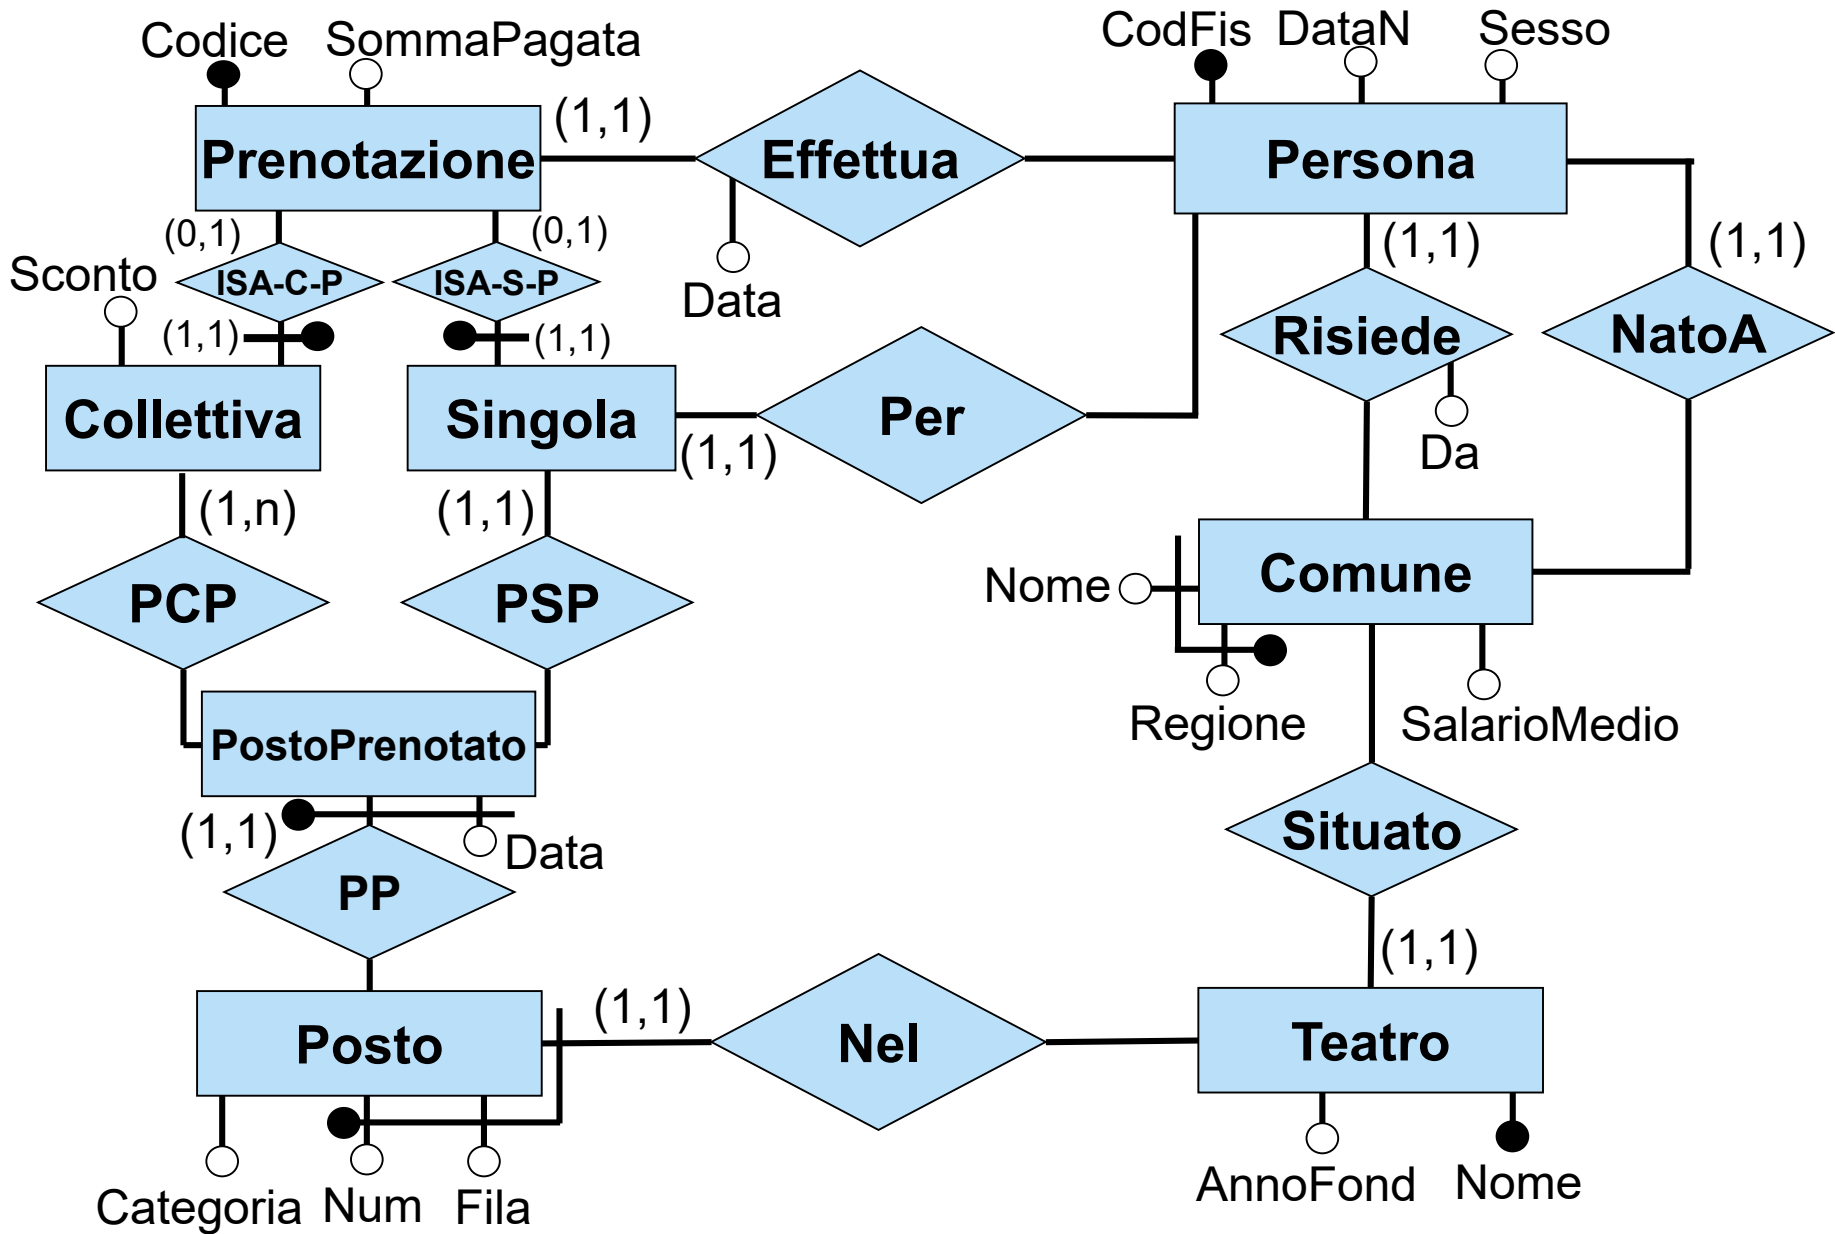 Codice
SommaPagata
CodFis
DataN
Sesso
(1,1)
Prenotazione
Effettua
Persona
(0,1)
(0,1)
(1,1)
(1,1)
Sconto
ISA-C-P
ISA-S-P
Data
(1,1)
(1,1)
Risiede
NatoA
Collettiva
Singola
Per
(1,1)
Da
(1,n)
(1,1)
Nome
Comune
PCP
PSP
Regione
SalarioMedio
PostoPrenotato
(1,1)
Data
Situato
PP
(1,1)
(1,1)
Posto
Nel
Teatro
Categoria
Num
Fila
AnnoFond
Nome